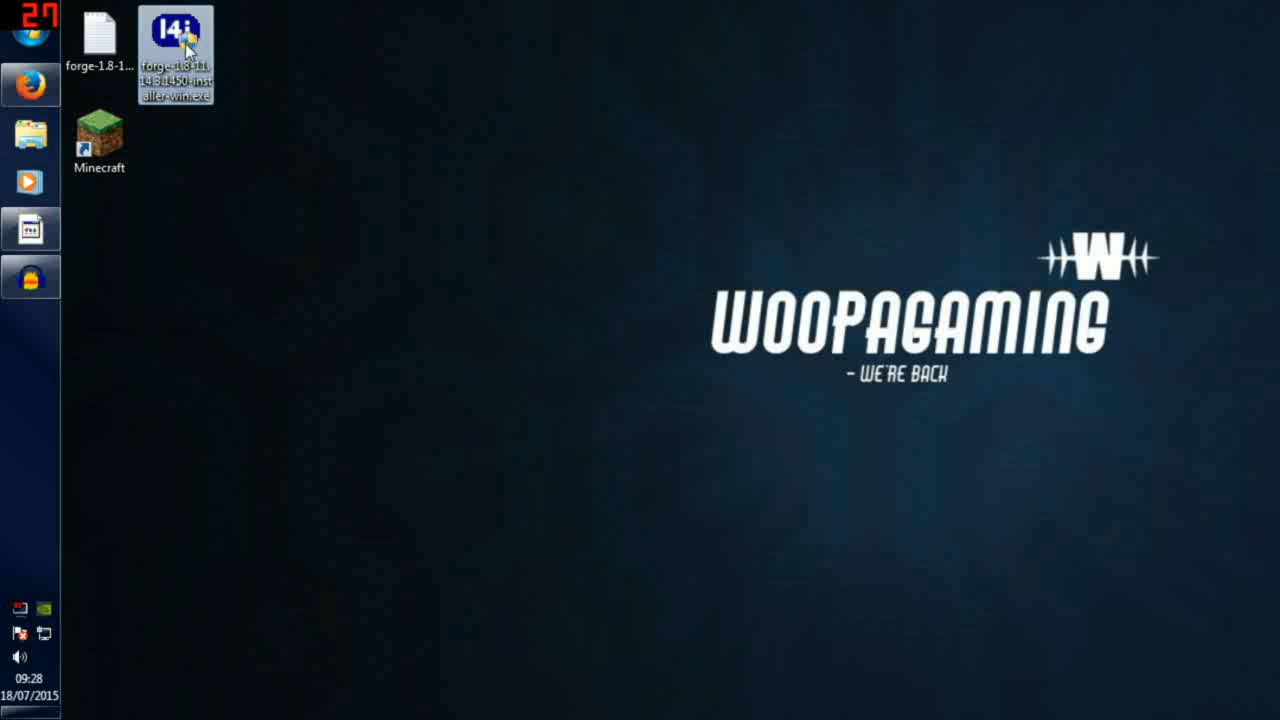 27
forge-1.8-1...
14i
forge-1.8-11.
14.3.1450-inst
aller-win.exe
Minecraft
W
WOOPAGAMING
- WE'RE BACK
09:28
18/07/2015